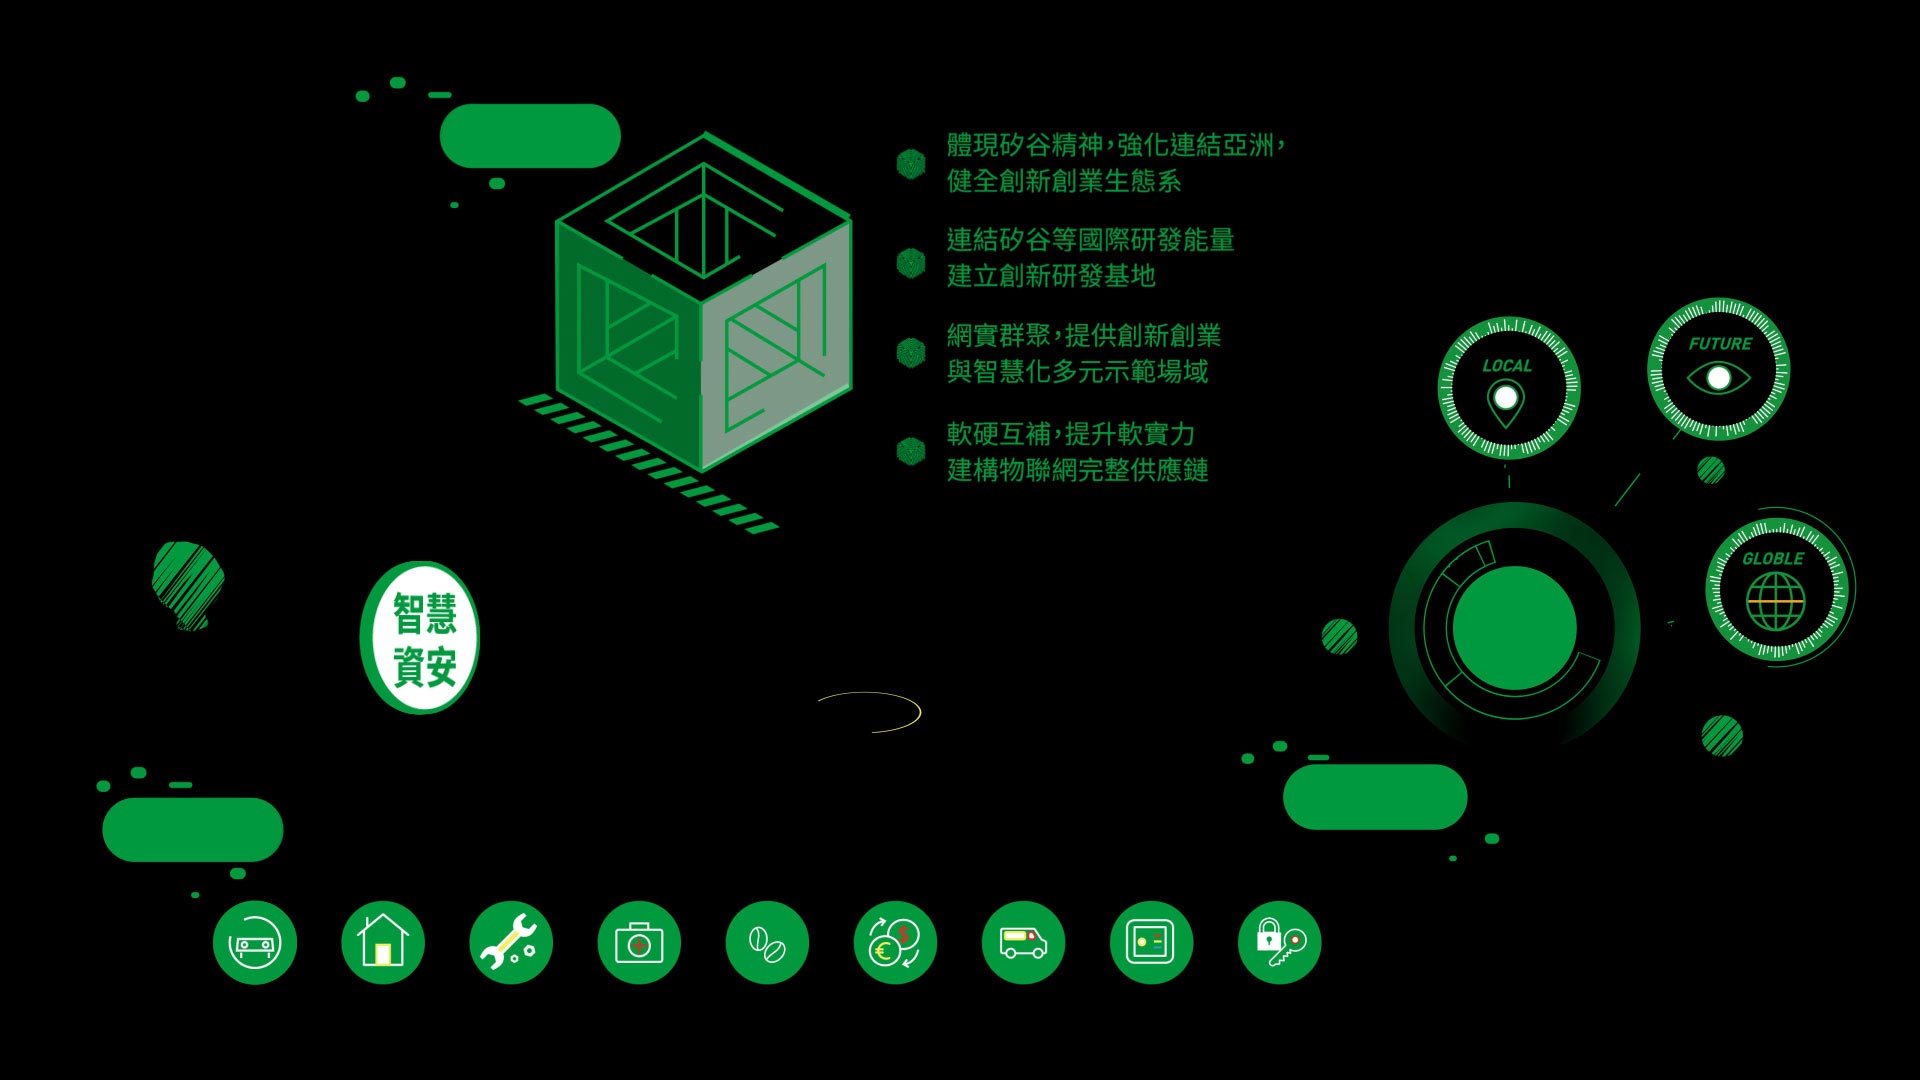 體現矽谷精神，強化連結亞洲，
健全創新創業生態系
連結矽谷等國際研發能量
建立創新研發基地
網實群聚，提供創新創業
與智慧化多元示範場域
軟硬互補，提升軟實力
建構物聯網完整供應鏈
LOCAL
FUTURE
GLOBLE
智慧
資安
$
€